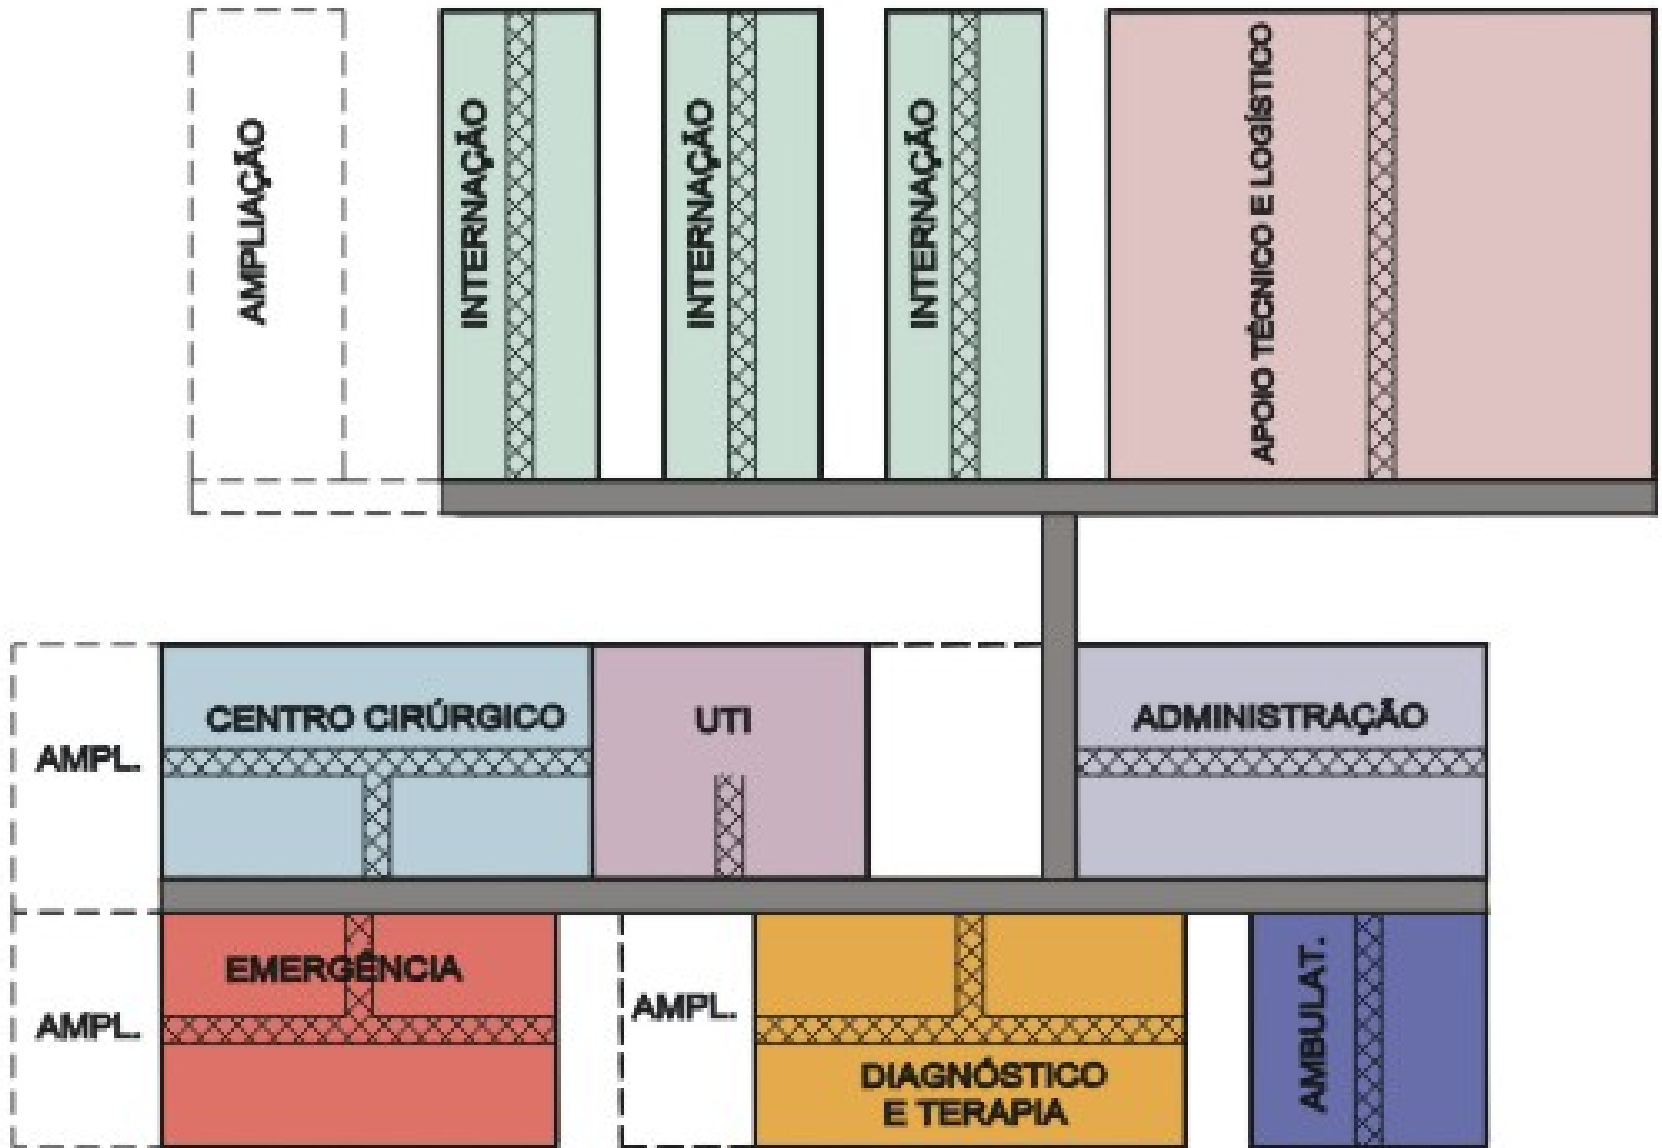 AMPLIAÇÃO
INTERNAÇÃO
INTERNAÇÃO
INTERNAÇÃO
APOIO TÉCNICO E LOGÍSTICO
CENTRO CIRÚRGICO
UTI
ADMINISTRAÇÃO
AMPL.
EMERGÊNCIA
AMPL.
AMPL.
DIAGNÓSTICO
E TERAPIA
AMBULAT.